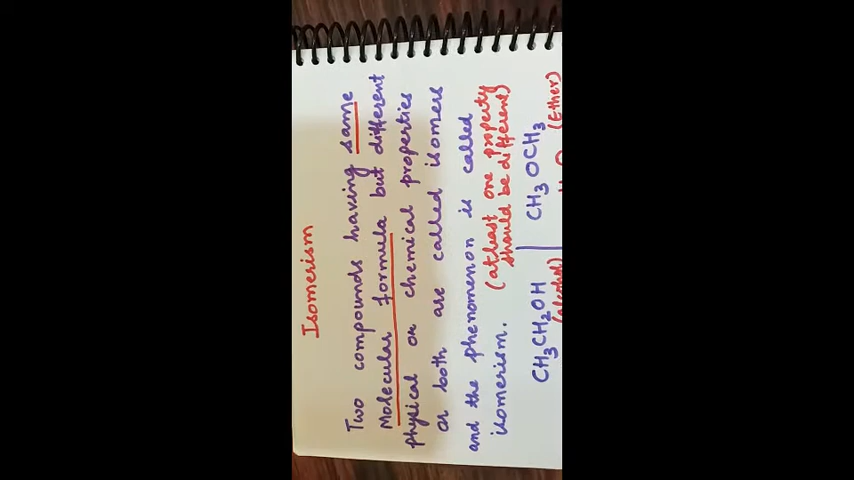 Isomerism
Two compounds having same
Molecular formula but different
physical or chemical properties
or both are called isomers
and the phenomenon is called
isomerism. (atleast one property
should be different)
CH3CH2OH | CH3OCH3
(alcohol) (Ether)